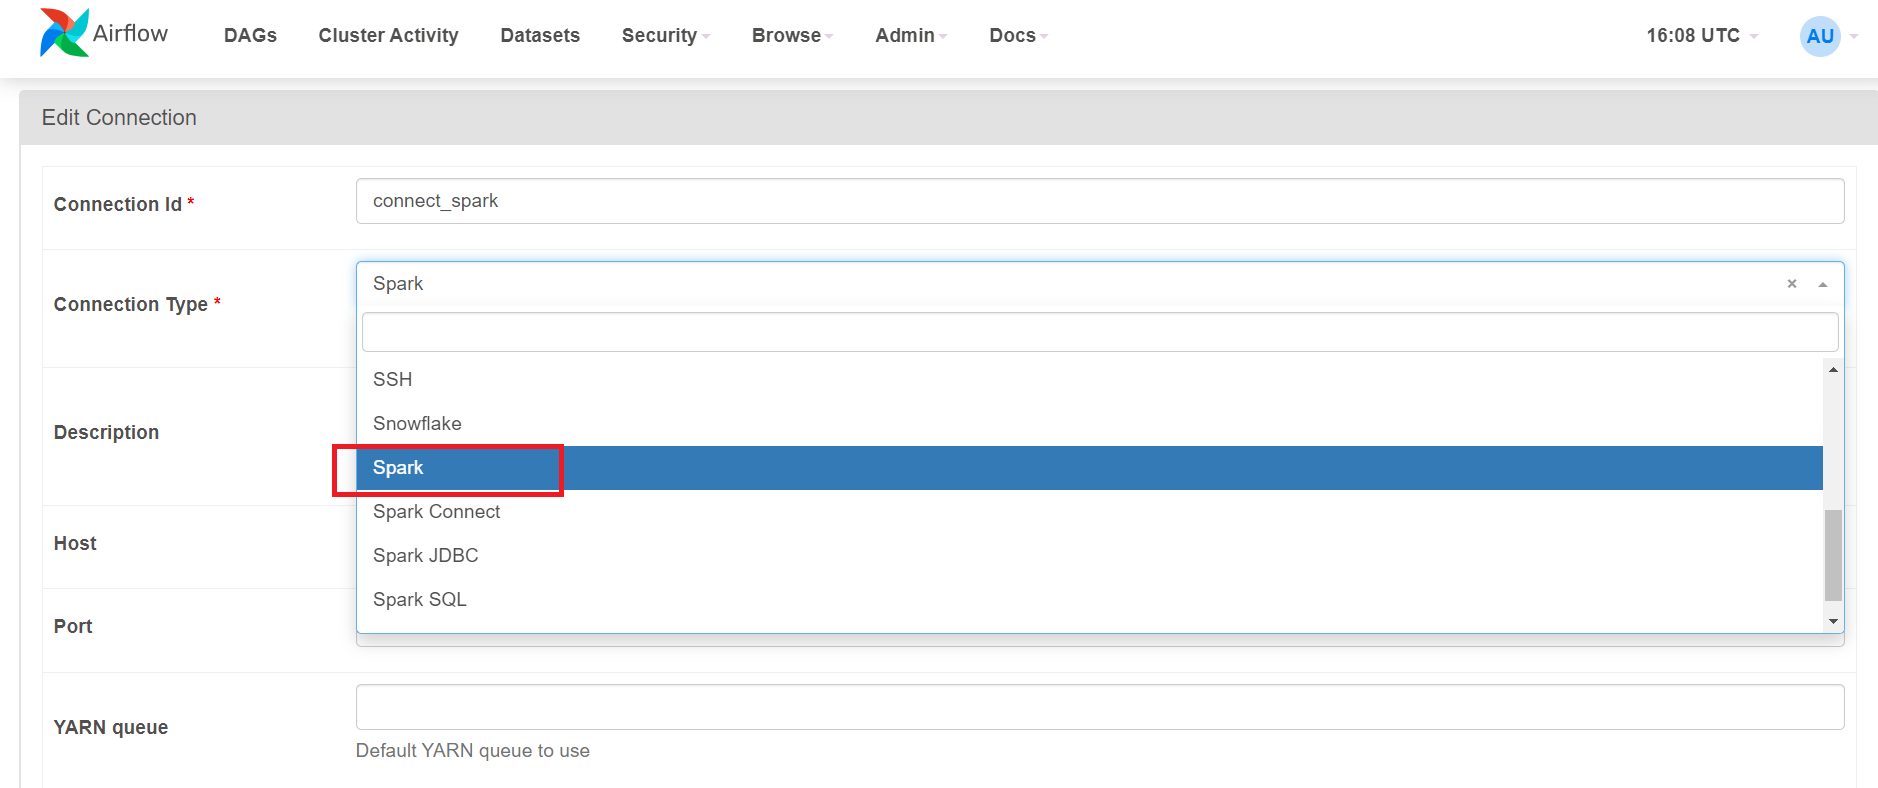 Airflow DAGs Cluster Activity Datasets Security Browse Admin Docs 16:08 UTC AU
Edit Connection
Connection Id * connect_spark
Connection Type * Spark ×
SSH
Snowflake
Description
Spark
Spark Connect
Host
Spark JDBC
Spark SQL
Port
YARN queue
Default YARN queue to use